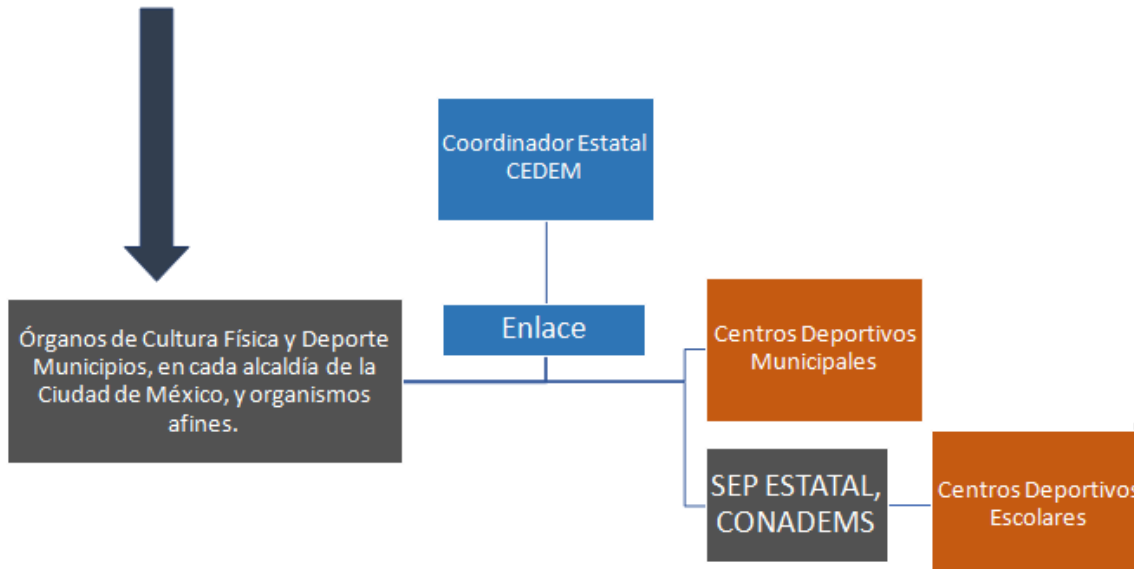 Coordinador Estatal
CEDEM
Enlace
Órganos de Cultura Física y Deporte
Municipios, en cada alcaldía de la
Ciudad de México, y organismos
afines.
Centros Deportivos
Municipales
SEP ESTATAL,
CONADEMS
Centros Deportivos
Escolares